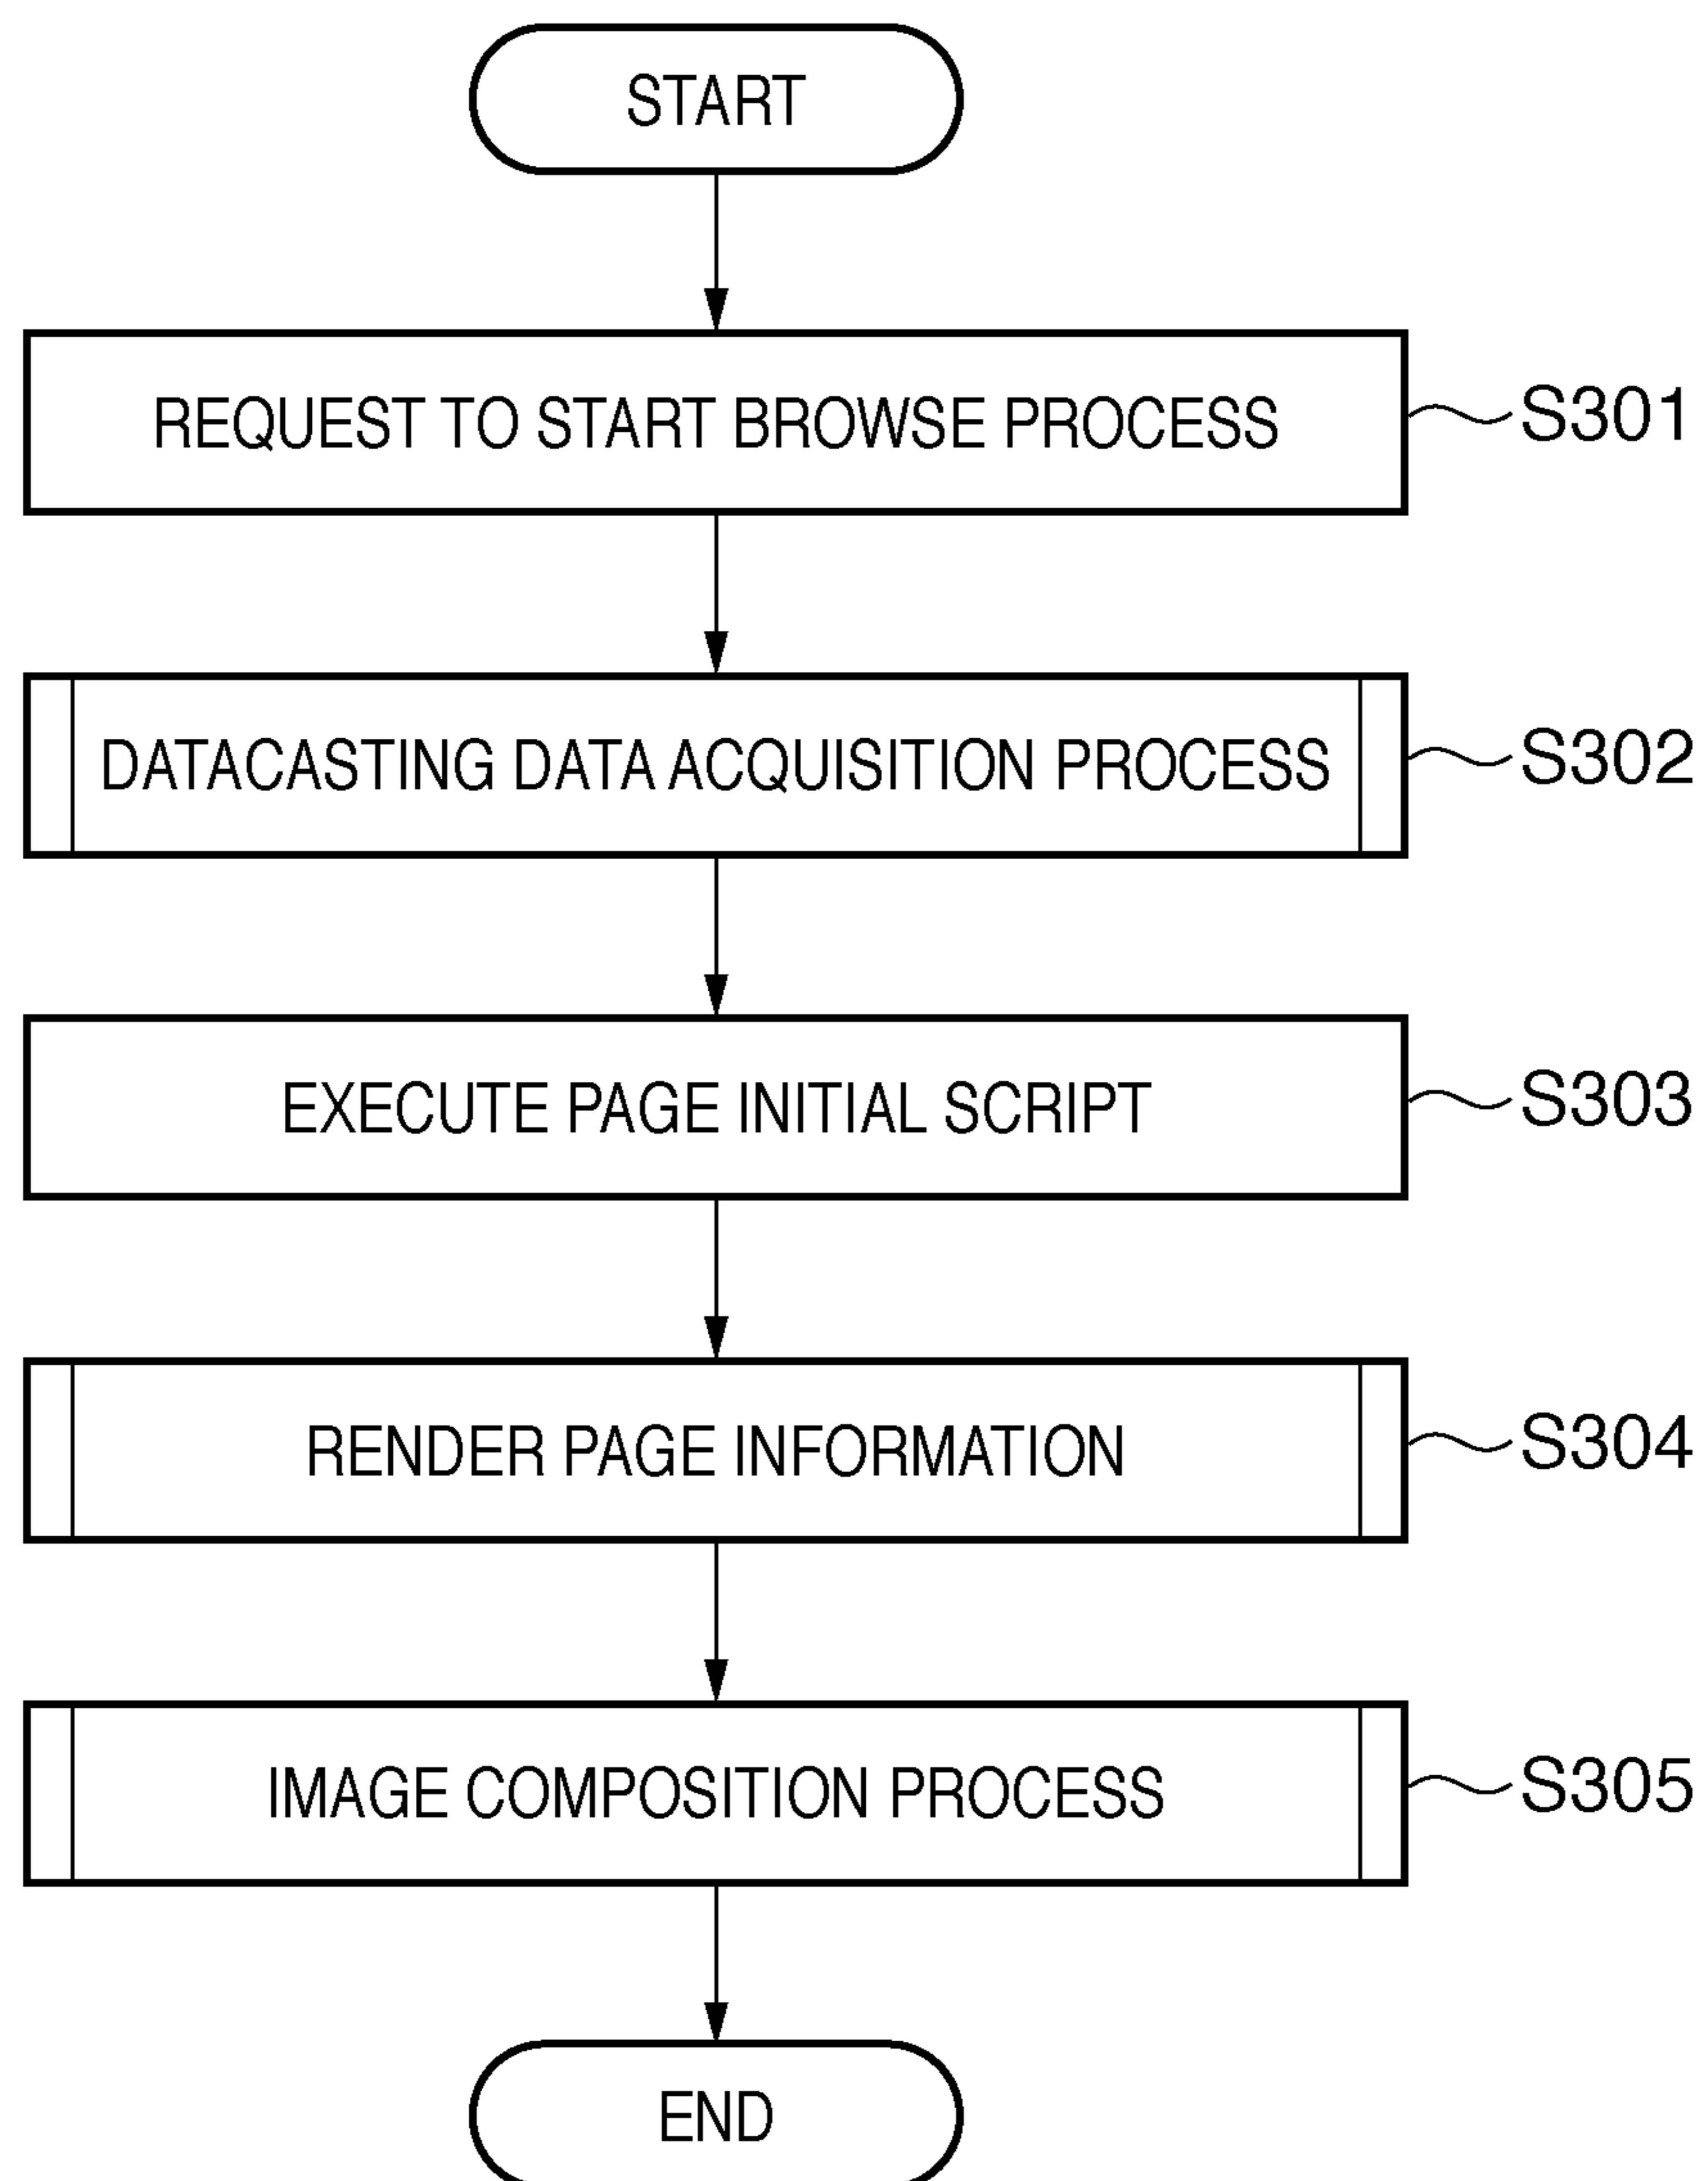 START
REQUEST TO START BROWSE PROCESS
S301
DATACASTING DATA ACQUISITION PROCESS
S302
EXECUTE PAGE INITIAL SCRIPT
S303
RENDER PAGE INFORMATION
S304
IMAGE COMPOSITION PROCESS
S305
END